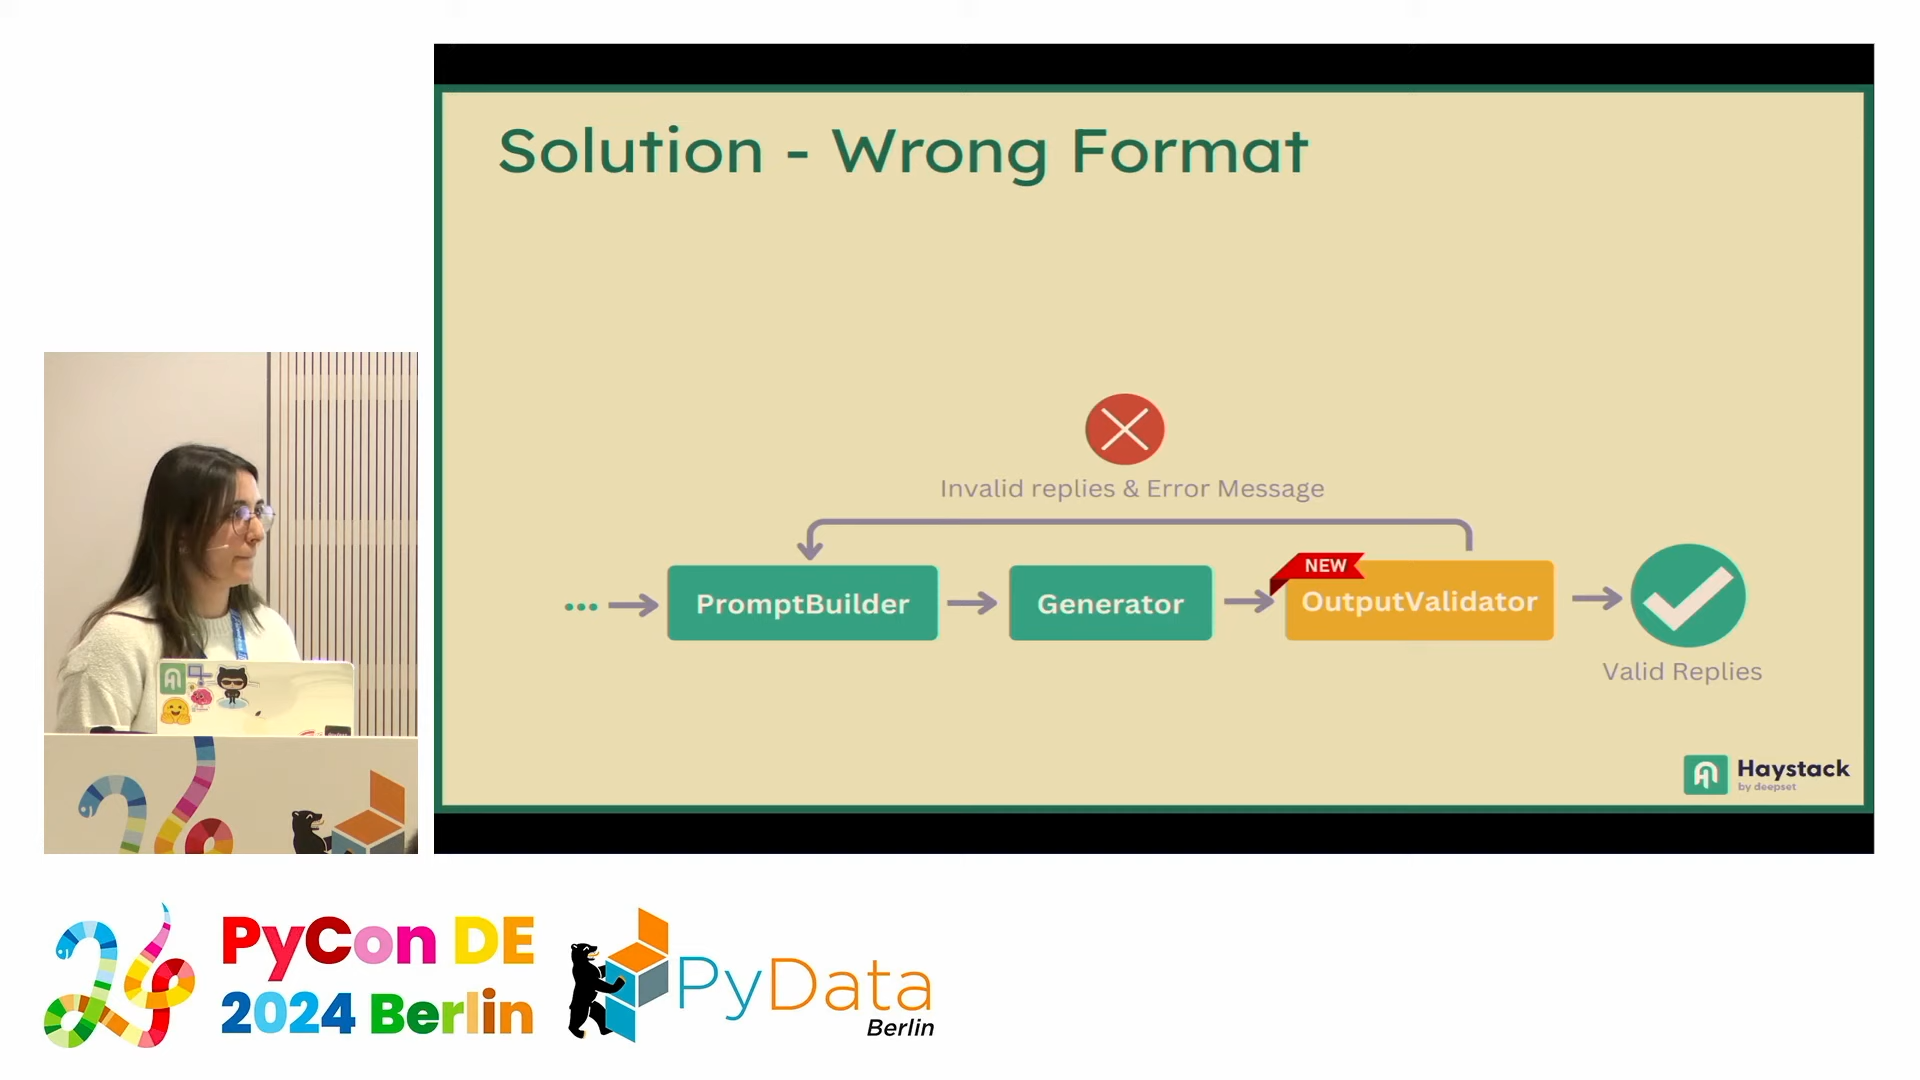 Solution - Wrong Format
Invalid replies & Error Message
NEW
PromptBuilder
Generator
OutputValidator
Valid Replies
Haystack
by deepset
PyCon DE
2024 Berlin
PyData
Berlin